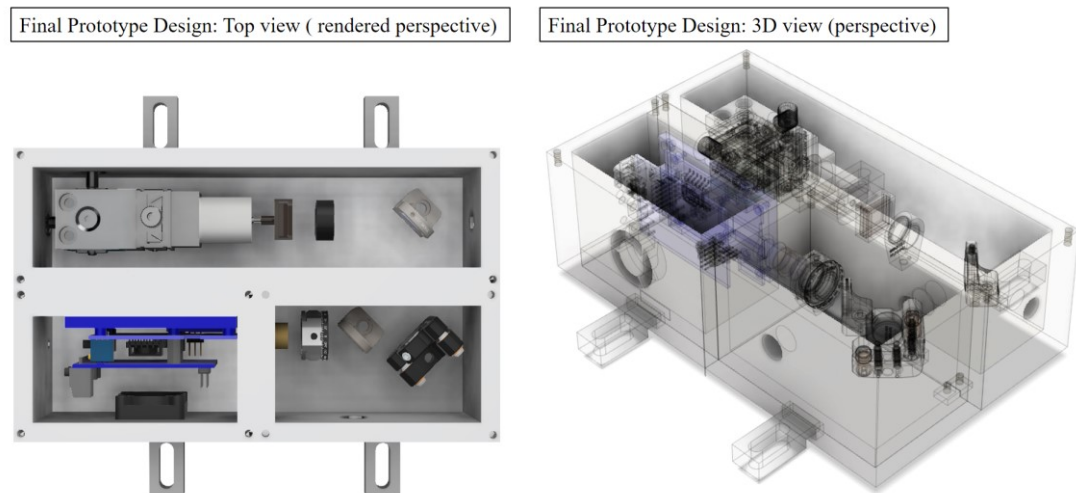 Final Prototype Design: Top view ( rendered perspective)
Final Prototype Design: 3D view (perspective)